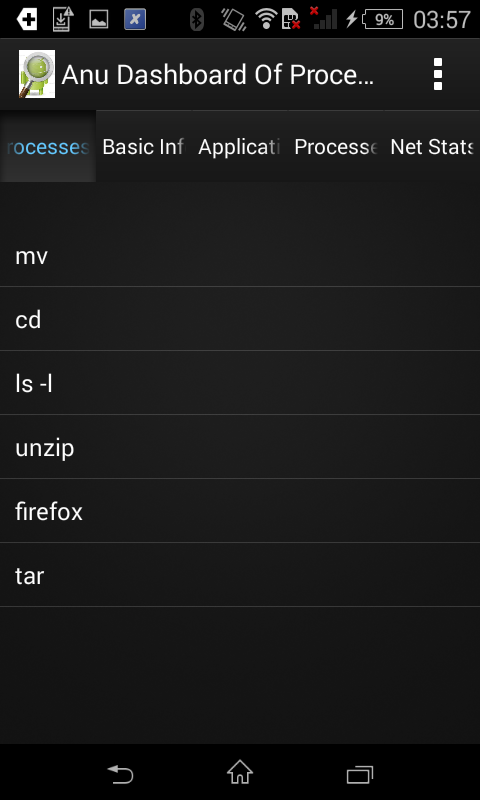 9% 03:57
Anu Dashboard Of Proce...
rocesses Basic Inf Applicati Processe Net Stats
mv
cd
ls -l
unzip
firefox
tar